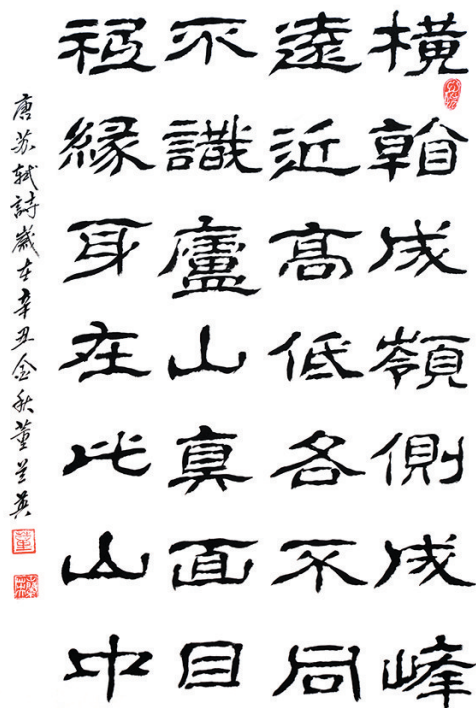 橫看成嶺側成峰
遠近高低各不同
不識廬山真面目
祇緣身在此山中
唐苏轼詩歲在辛丑金秋董兰英
董